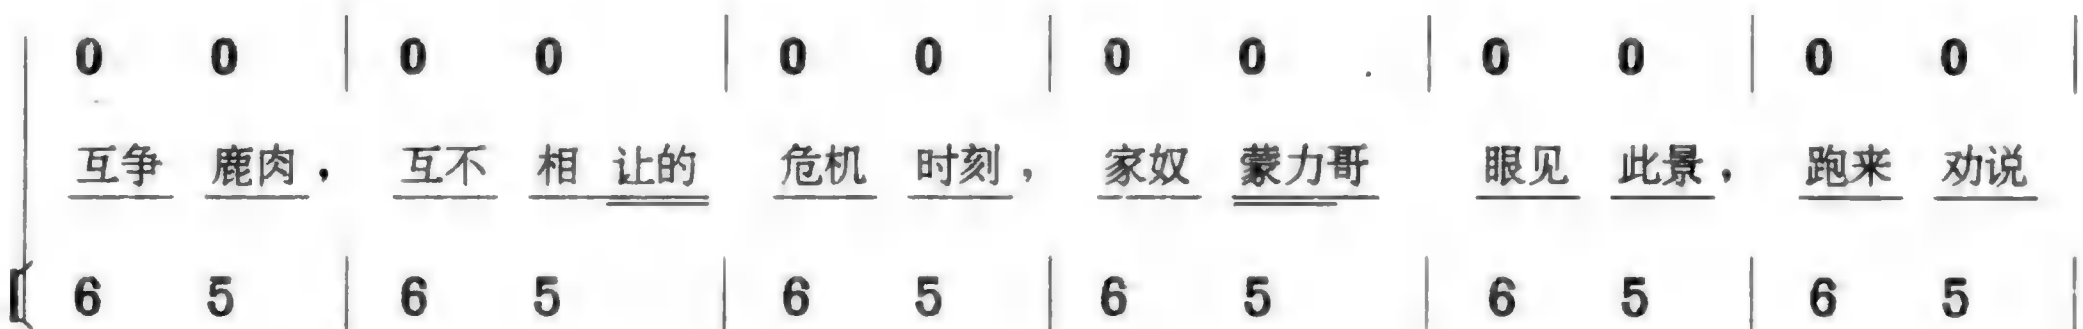 0 0 | 0 0 | 0 0 | 0 0 | 0 0 | 0 0 |
互争 鹿肉， 互不 相 让的 危机 时刻， 家奴 蒙力哥 眼见 此景， 跑来 劝说
6 5 | 6 5 | 6 5 | 6 5 | 6 5 | 6 5 |